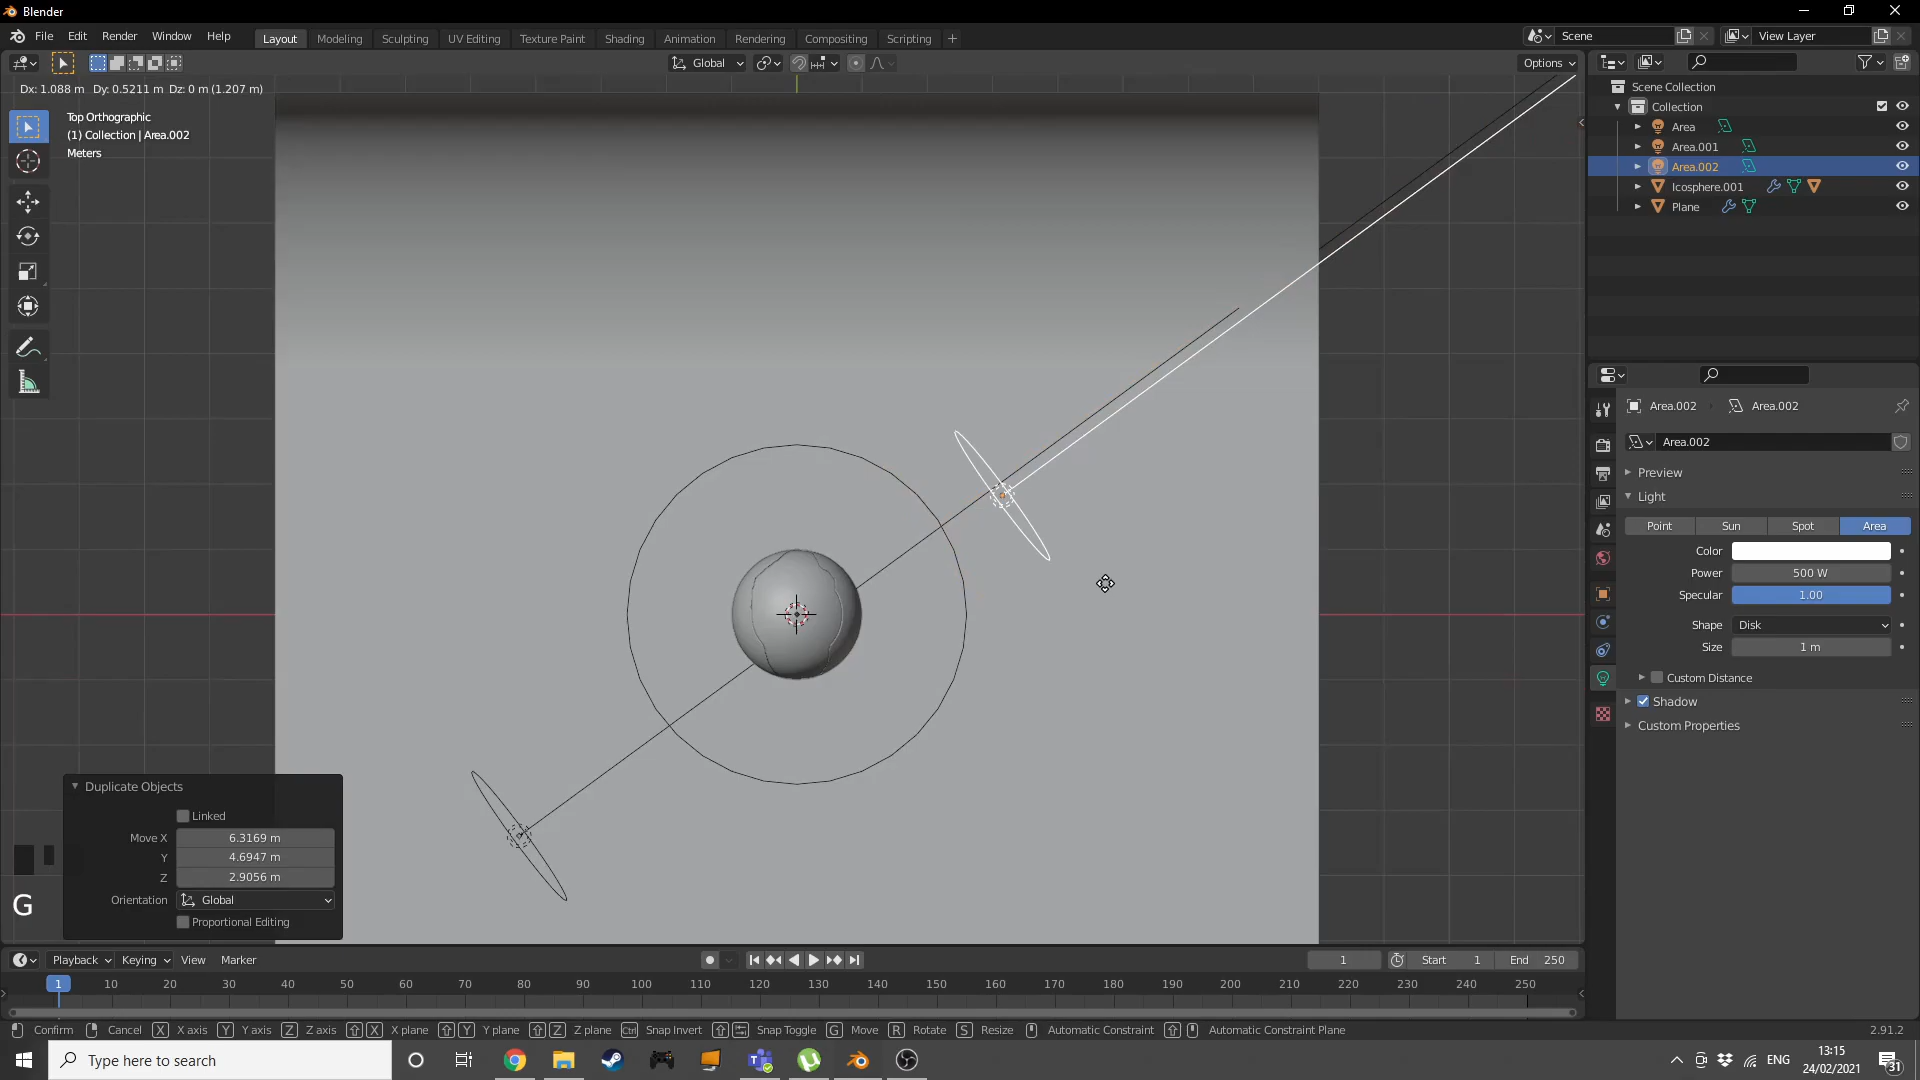 Blender
File Edit Render Window Help Layout Modeling Sculpting UV Editing Texture Paint Shading Animation Rendering Compositing Scripting + Scene View Layer
Global Options
Dx: 1.088 m Dy: 0.5211 m Dz: 0 m (1.207 m)
Top Orthographic
(1) Collection | Area.002
Meters
Scene Collection
Collection
Area
Area.001
Area.002
Icosphere.001
Plane
Area.002 Area.002
Area.002
Preview
Light
Point Sun Spot Area
Color
Power 500 W
Specular 1.00
Shape Disk
Size 1 m
Custom Distance
Shadow
Custom Properties
Duplicate Objects
Linked
Move X 6.3169 m
Y 4.6947 m
Z 2.9056 m
Orientation Global
Proportional Editing
G
Playback Keying View Marker 1 Start 1 End 250
1 10 20 30 40 50 60 70 80 90 100 110 120 130 140 150 160 170 180 190 200 210 220 230 240 250
Confirm Cancel X X axis Y Y axis Z Z axis X X plane Y Y plane Z Z plane Ctrl Snap Invert Snap Toggle G Move R Rotate S Resize Automatic Constraint Automatic Constraint Plane 2.91.2
Type here to search ENG 13:15
24/02/2021 31